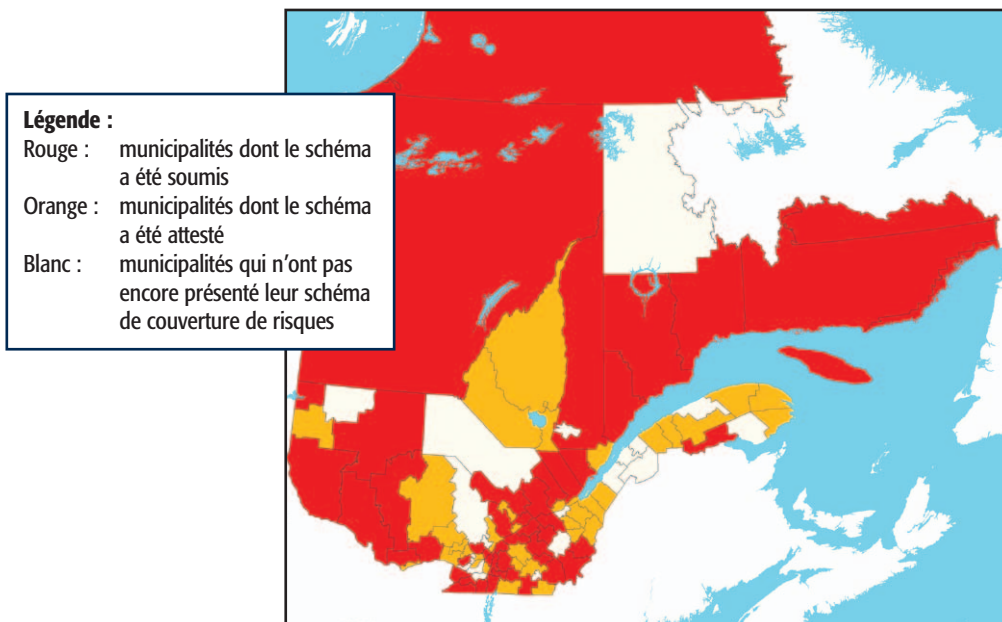 Légende :
Rouge : municipalités dont le schéma
a été soumis
Orange : municipalités dont le schéma
a été attesté
Blanc : municipalités qui n'ont pas
encore présenté leur schéma
de couverture de risques